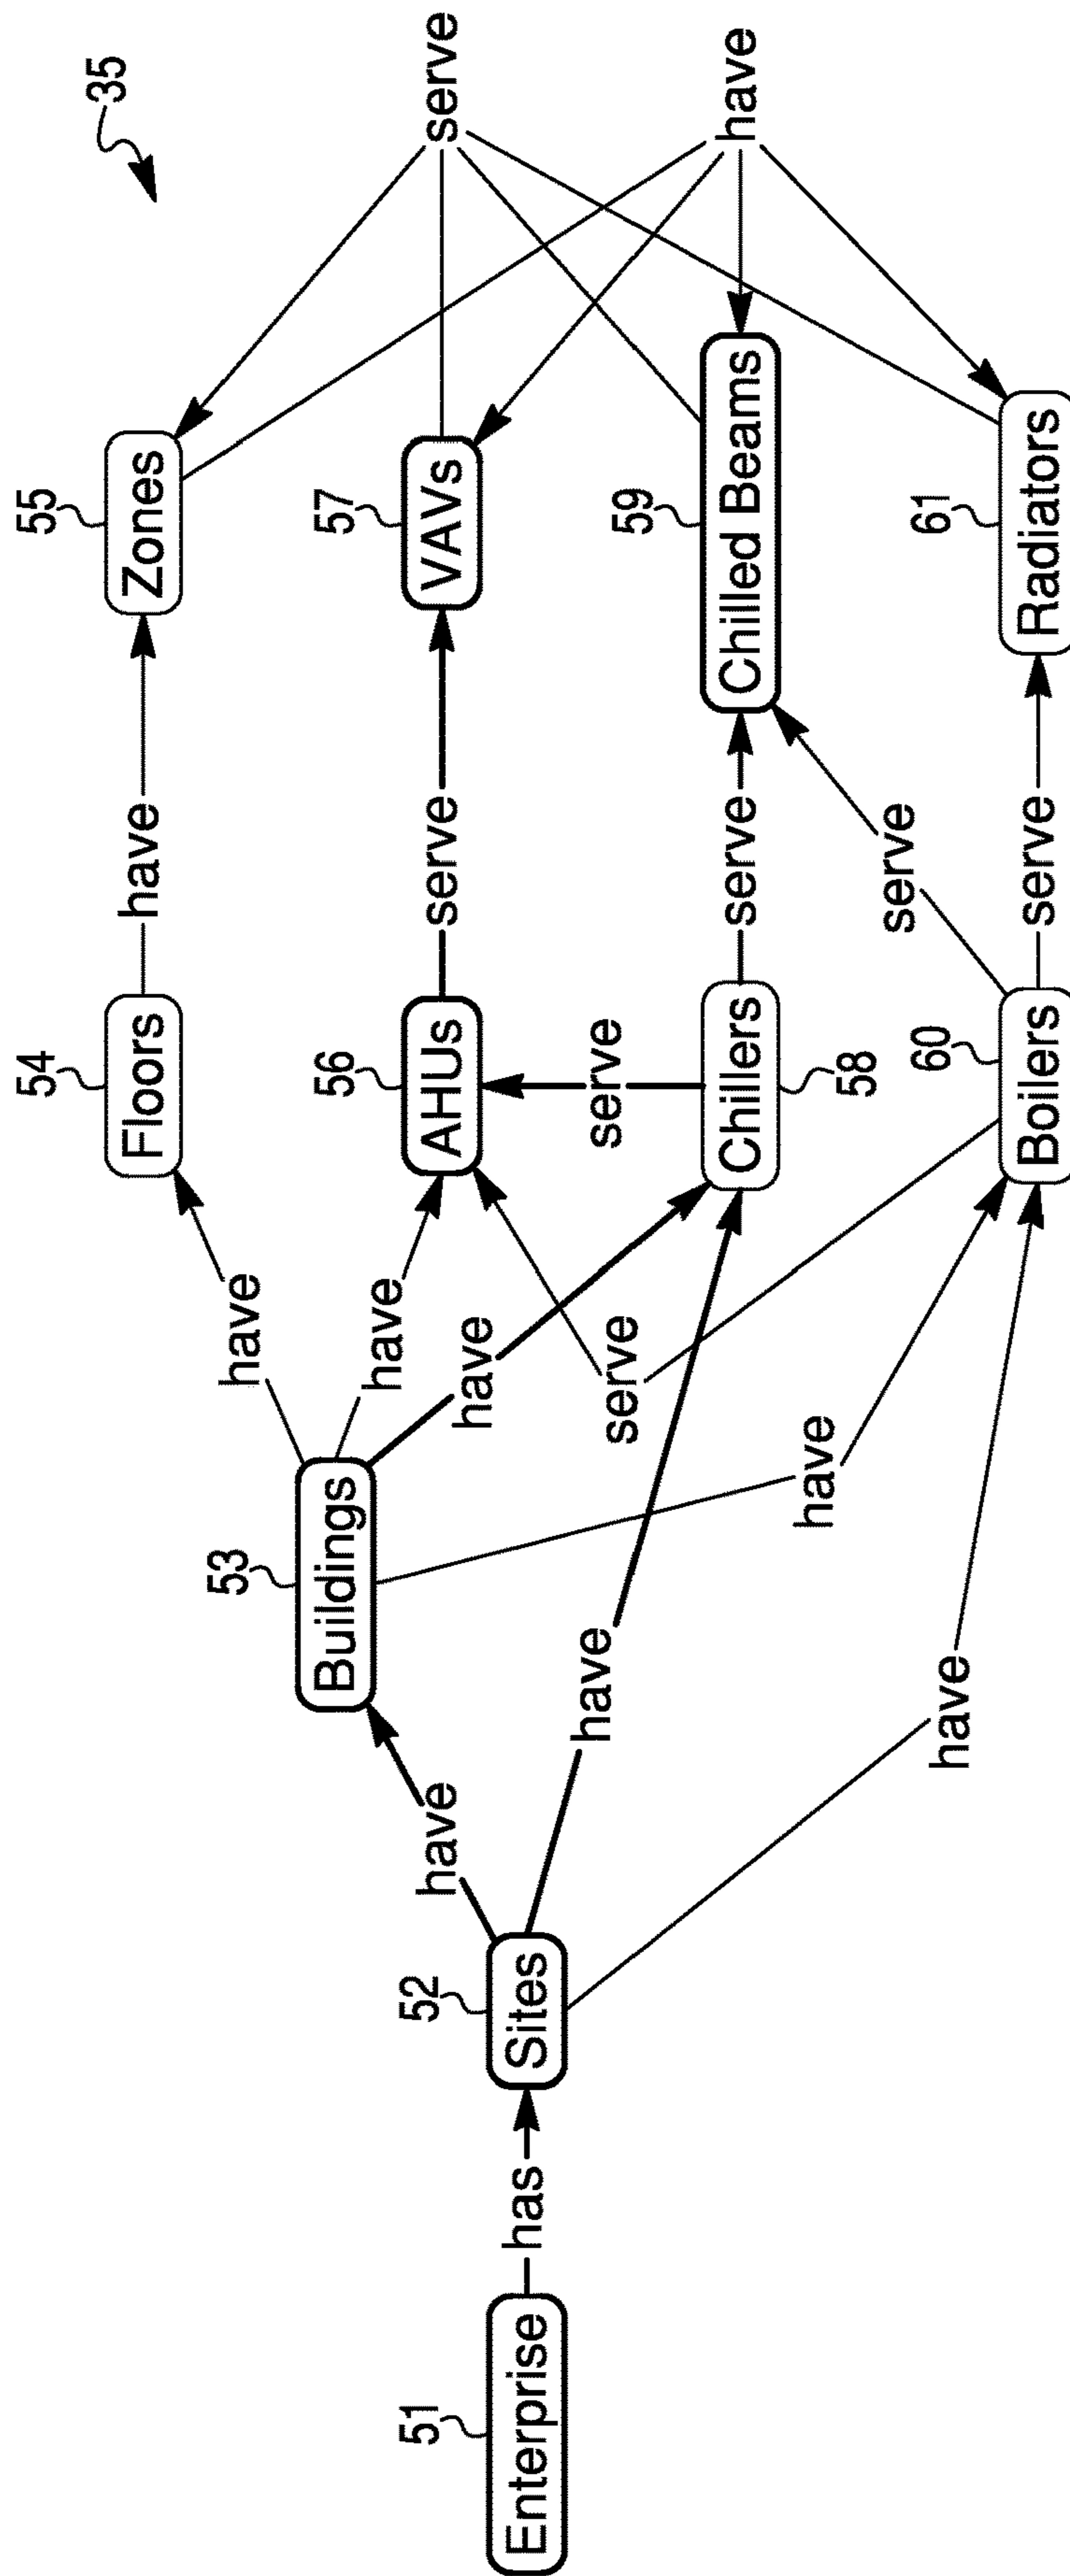 35
51
Enterprise
has
52
Sites
have
have
have
53
Buildings
have
have
have
have
54
Floors
have
55
Zones
56
AHUs
serve
57
VAVs
serve
serve
58
Chillers
serve
59
Chilled Beams
serve
60
Boilers
serve
61
Radiators
serve
have